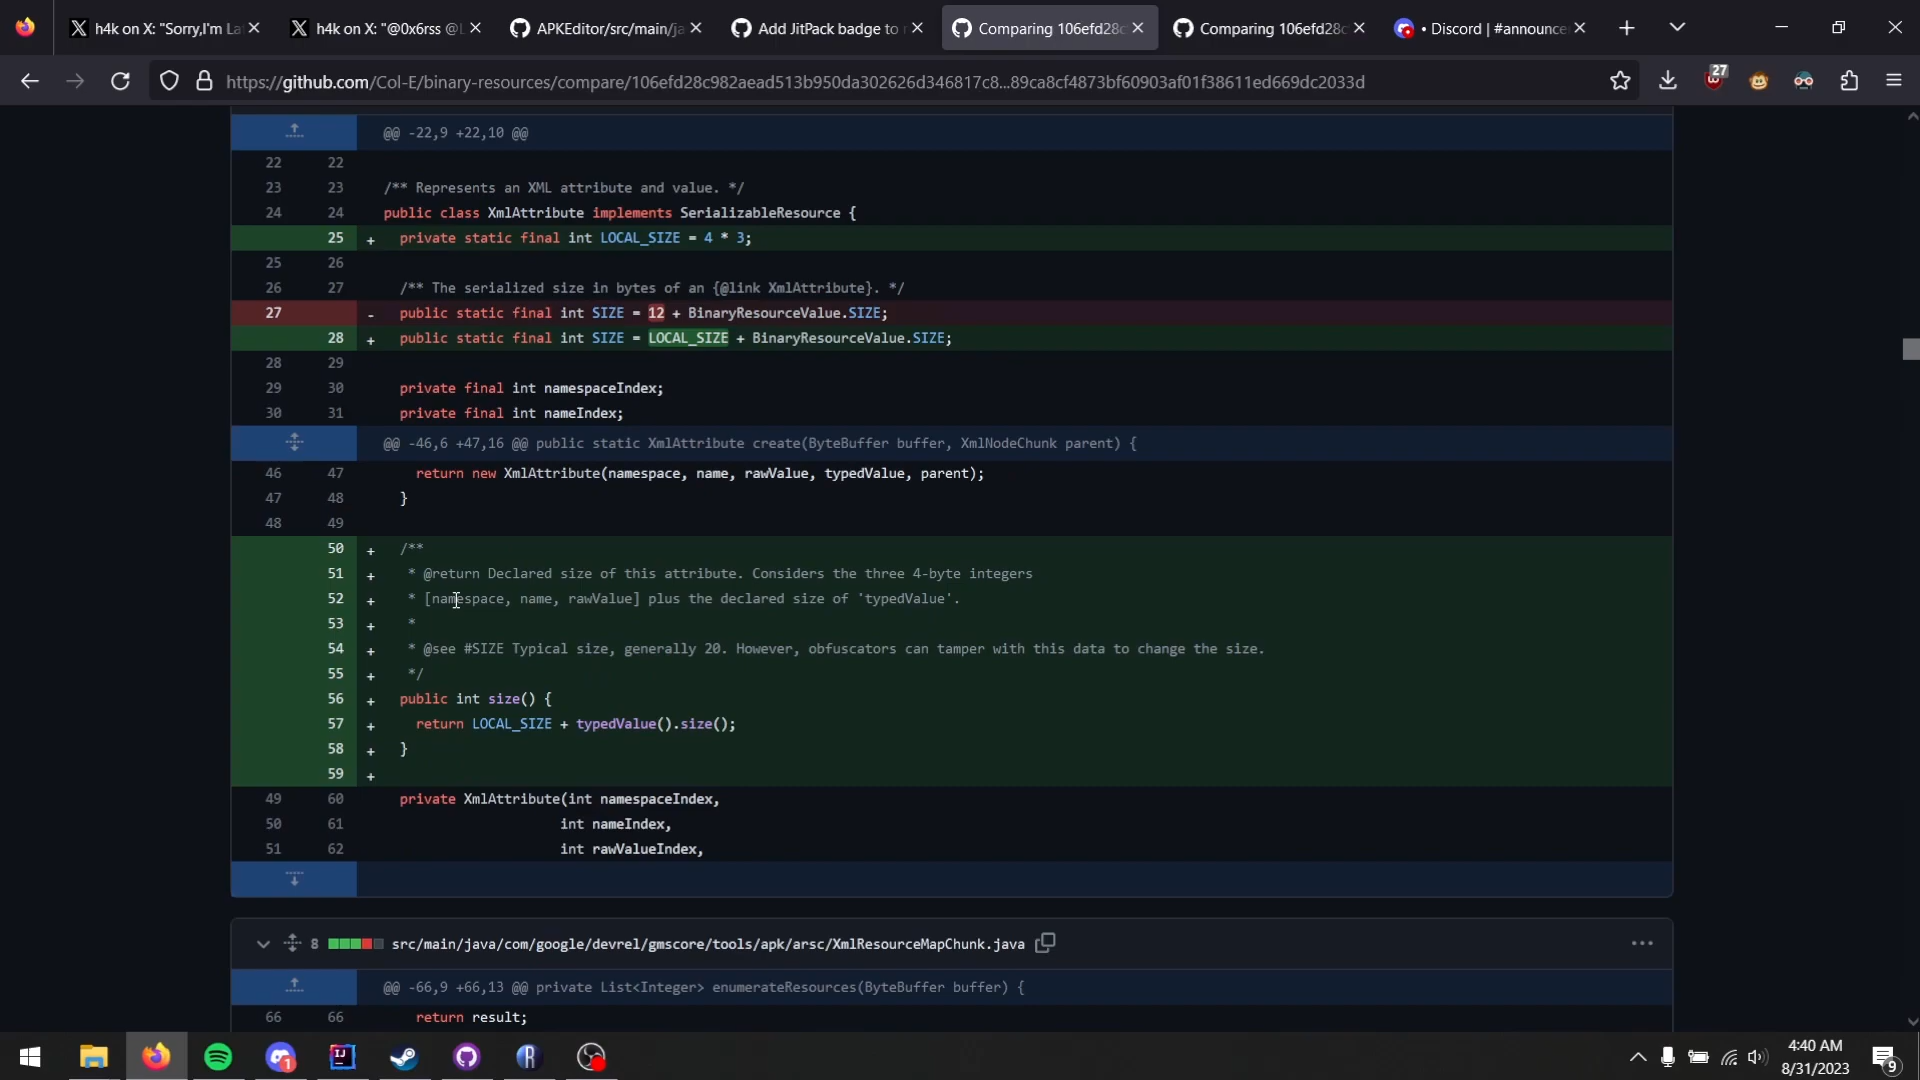 h4k on X: "Sorry,I'm La
h4k on X: "@0x6rss @L
APKEditor/src/main/ja
Add JitPack badge to r
Comparing 106efd28c
Comparing 106efd28c
• Discord | #announce
https://github.com/Col-E/binary-resources/compare/106efd28c982aead513b950da302626d346817c8...89ca8cf4873bf60903af01f38611ed669dc2033d
27
@@ -22,9 +22,10 @@
22 22
23 23 /** Represents an XML attribute and value. */
24 24 public class XmlAttribute implements SerializableResource {
25 + private static final int LOCAL_SIZE = 4 * 3;
25 26
26 27 /** The serialized size in bytes of an {@link XmlAttribute}. */
27 - public static final int SIZE = 12 + BinaryResourceValue.SIZE;
28 + public static final int SIZE = LOCAL_SIZE + BinaryResourceValue.SIZE;
28 29
29 30 private final int namespaceIndex;
30 31 private final int nameIndex;
@@ -46,6 +47,16 @@ public static XmlAttribute create(ByteBuffer buffer, XmlNodeChunk parent) {
46 47 return new XmlAttribute(namespace, name, rawValue, typedValue, parent);
47 48 }
48 49
50 + /**
51 + * @return Declared size of this attribute. Considers the three 4-byte integers
52 + * [namespace, name, rawValue] plus the declared size of 'typedValue'.
53 + *
54 + * @see #SIZE Typical size, generally 20. However, obfuscators can tamper with this data to change the size.
55 + */
56 + public int size() {
57 + return LOCAL_SIZE + typedValue().size();
58 + }
59 +
49 60 private XmlAttribute(int namespaceIndex,
50 61 int nameIndex,
51 62 int rawValueIndex,
8 src/main/java/com/google/devrel/gmscore/tools/apk/arsc/XmlResourceMapChunk.java
@@ -66,9 +66,13 @@ private List<Integer> enumerateResources(ByteBuffer buffer) {
66 66 return result;
1
4:40 AM
8/31/2023
9